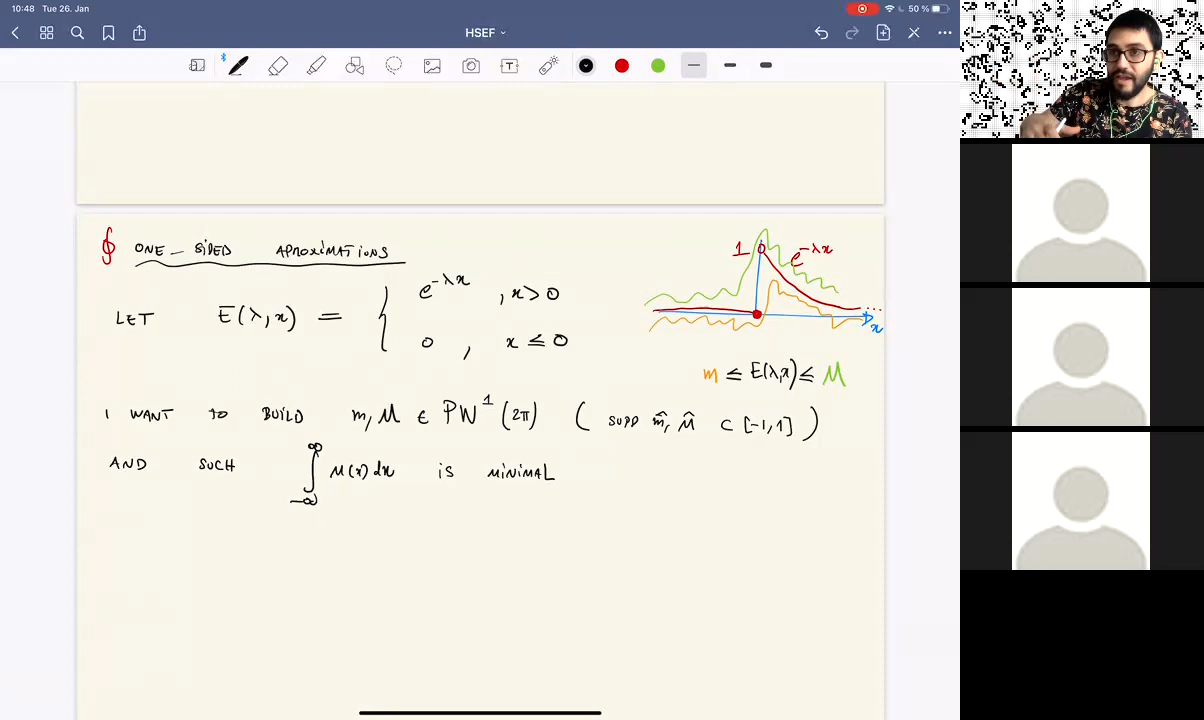 10:48 Tue 26. Jan
50 %
HSEF
∮ ONE-SIDED APROXIMATIONS
LET E(λ,x) = { e^{-λx} , x>0
0 , x ≤ 0
1 e^{-λx} ...
x
m ≤ E(λ,x) ≤ M
I WANT TO BUILD m, M ∈ PW^1(2π) ( SUPP m̂, M̂ ⊂ [-1,1] )
AND SUCH ∫_{-∞}^{∞} M(x)dx is MINIMAL